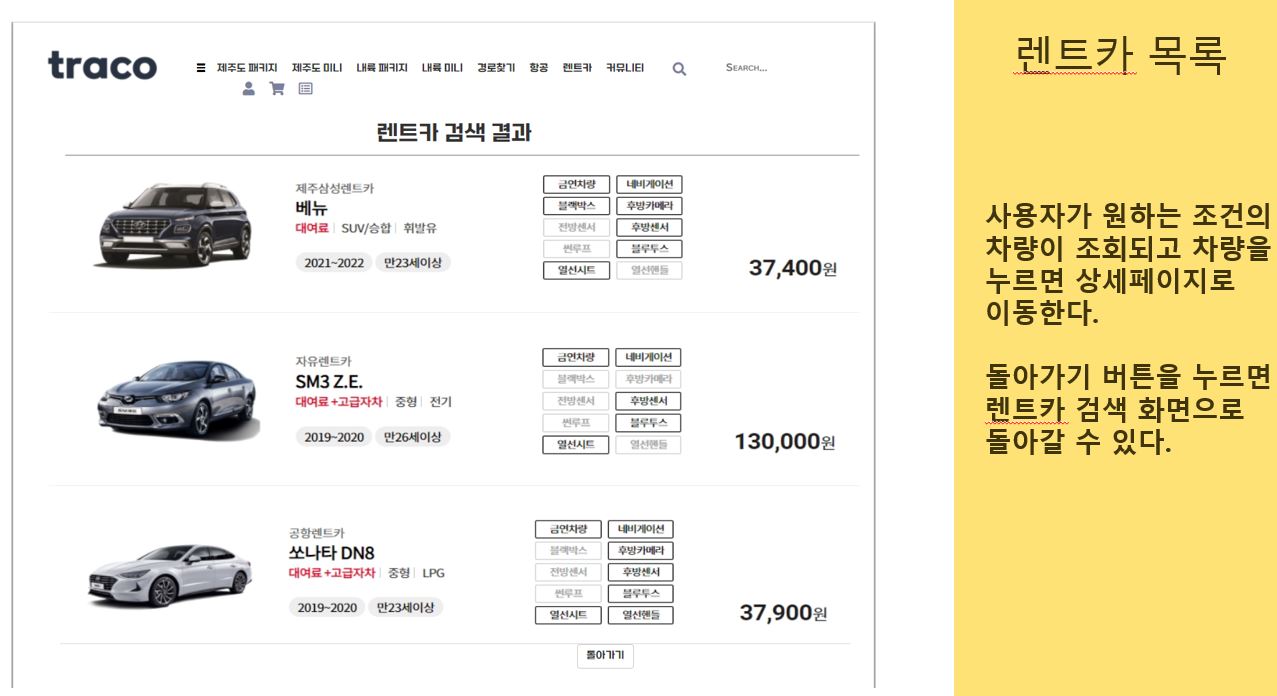 traco
제주도 패키지 제주도 미니 내륙 패키지 내륙 미니 경로찾기 항공 렌트카 커뮤니티 SEARCH...
렌트카 검색 결과
제주삼성렌트카
베뉴
대여료 | SUV/승합 | 휘발유
2021~2022 만23세이상
금연차량 네비게이션
블랙박스 후방카메라
전방센서 후방센서
썬루프 블루투스
열선시트 열선핸들
37,400원
자유렌트카
SM3 Z.E.
대여료+고급자차 | 중형 | 전기
2019~2020 만26세이상
금연차량 네비게이션
블랙박스 후방카메라
전방센서 후방센서
썬루프 블루투스
열선시트 열선핸들
130,000원
공항렌트카
쏘나타 DN8
대여료+고급자차 | 중형 | LPG
2019~2020 만23세이상
금연차량 네비게이션
블랙박스 후방카메라
전방센서 후방센서
썬루프 블루투스
열선시트 열선핸들
37,900원
돌아가기
렌트카 목록
사용자가 원하는 조건의
차량이 조회되고 차량을
누르면 상세페이지로
이동한다.
돌아가기 버튼을 누르면
렌트카 검색 화면으로
돌아갈 수 있다.